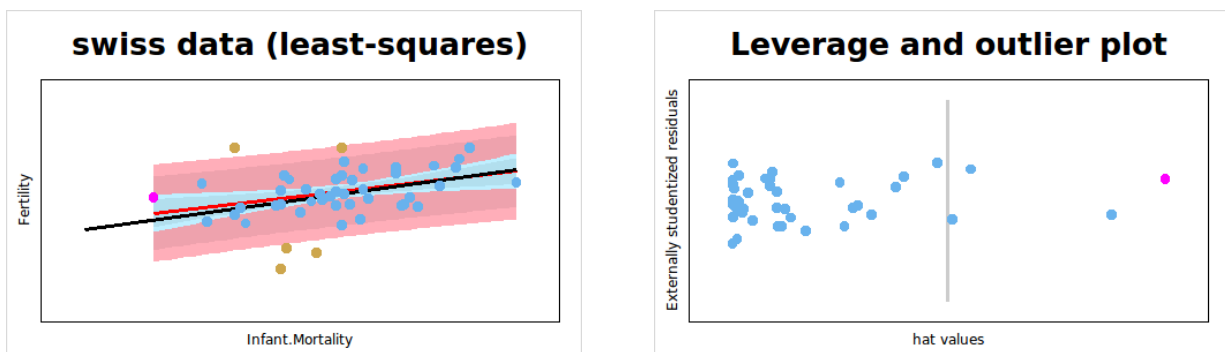 swiss data (least-squares)
Fertility
Infant.Mortality
Leverage and outlier plot
Externally studentized residuals
hat values